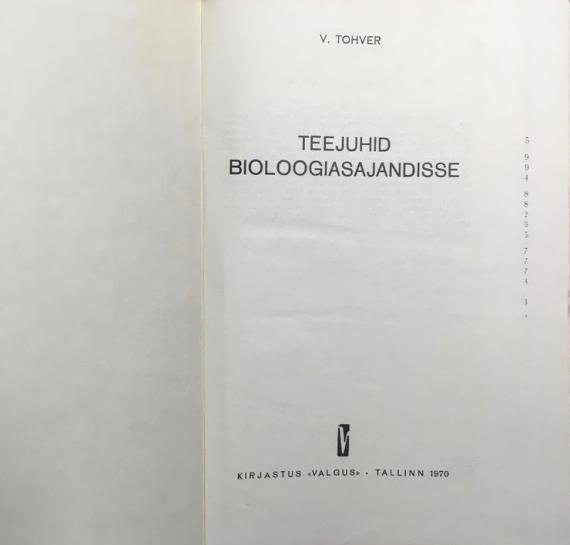 V. TOHVER
TEEJUHID
BIOLOOGIASAJANDISSE
V
KIRJASTUS «VALGUS» · TALLINN 1970